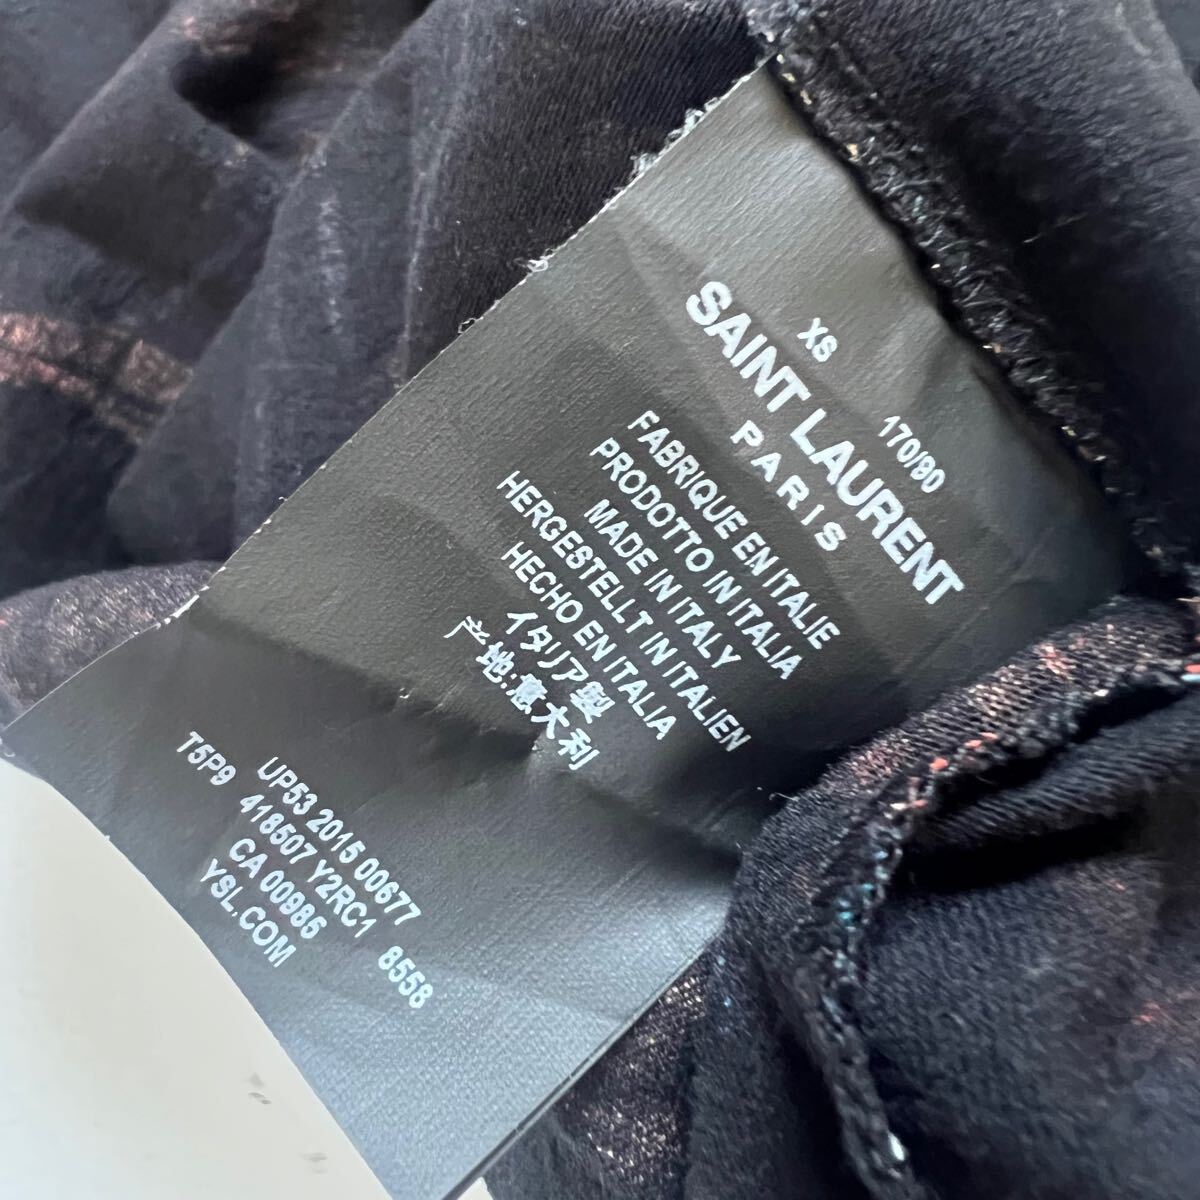 XS 170/90
SAINT LAURENT
PARIS
FABRIQUE EN ITALIE
PRODOTTO IN ITALIA
MADE IN ITALY
HERGESTELLT IN ITALIEN
HECHO EN ITALIA
イタリア製
产地:意大利
UP53 2015 00677
T5P9 418507 Y2RC1 8558
CA 00986
YSL.COM